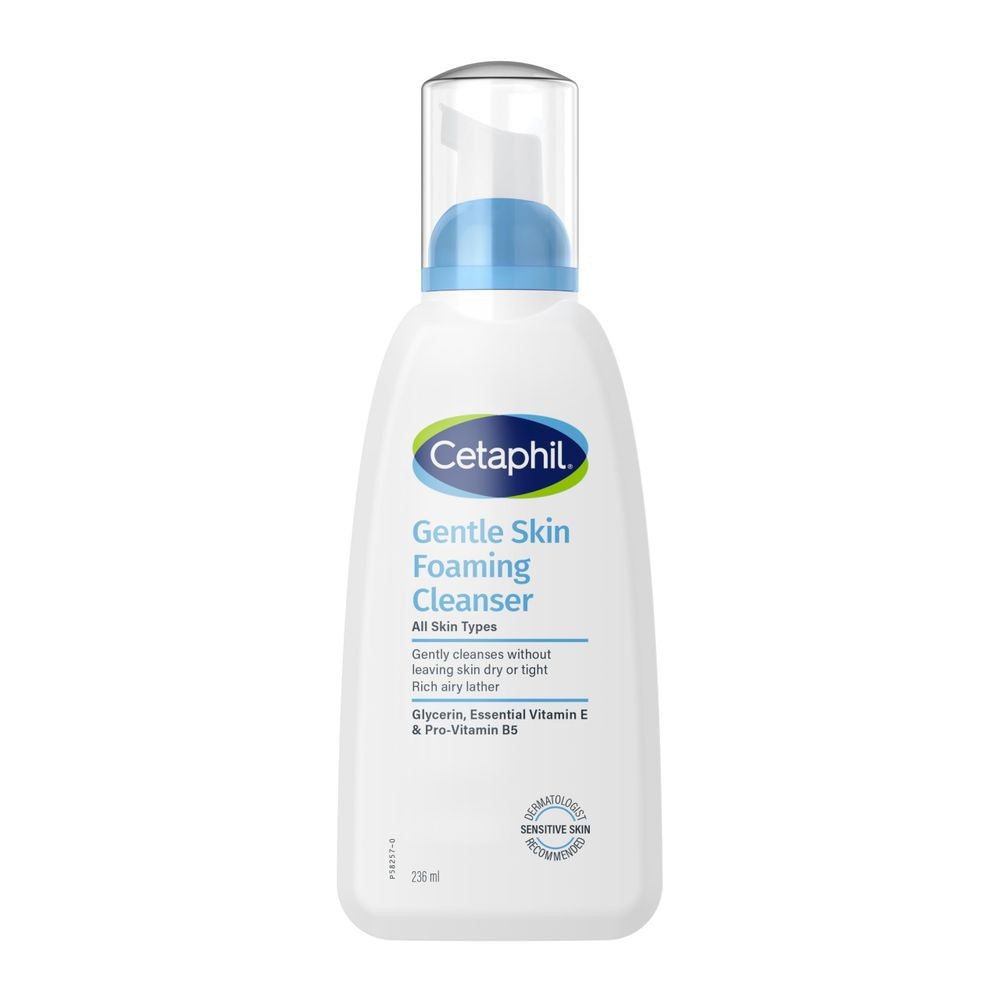 Cetaphil®
Gentle Skin
Foaming
Cleanser
All Skin Types
Gently cleanses without
leaving skin dry or tight
Rich airy lather
Glycerin, Essential Vitamin E
& Pro-Vitamin B5
DERMATOLOGIST
SENSITIVE SKIN
RECOMMENDED
P58257-0
236 ml